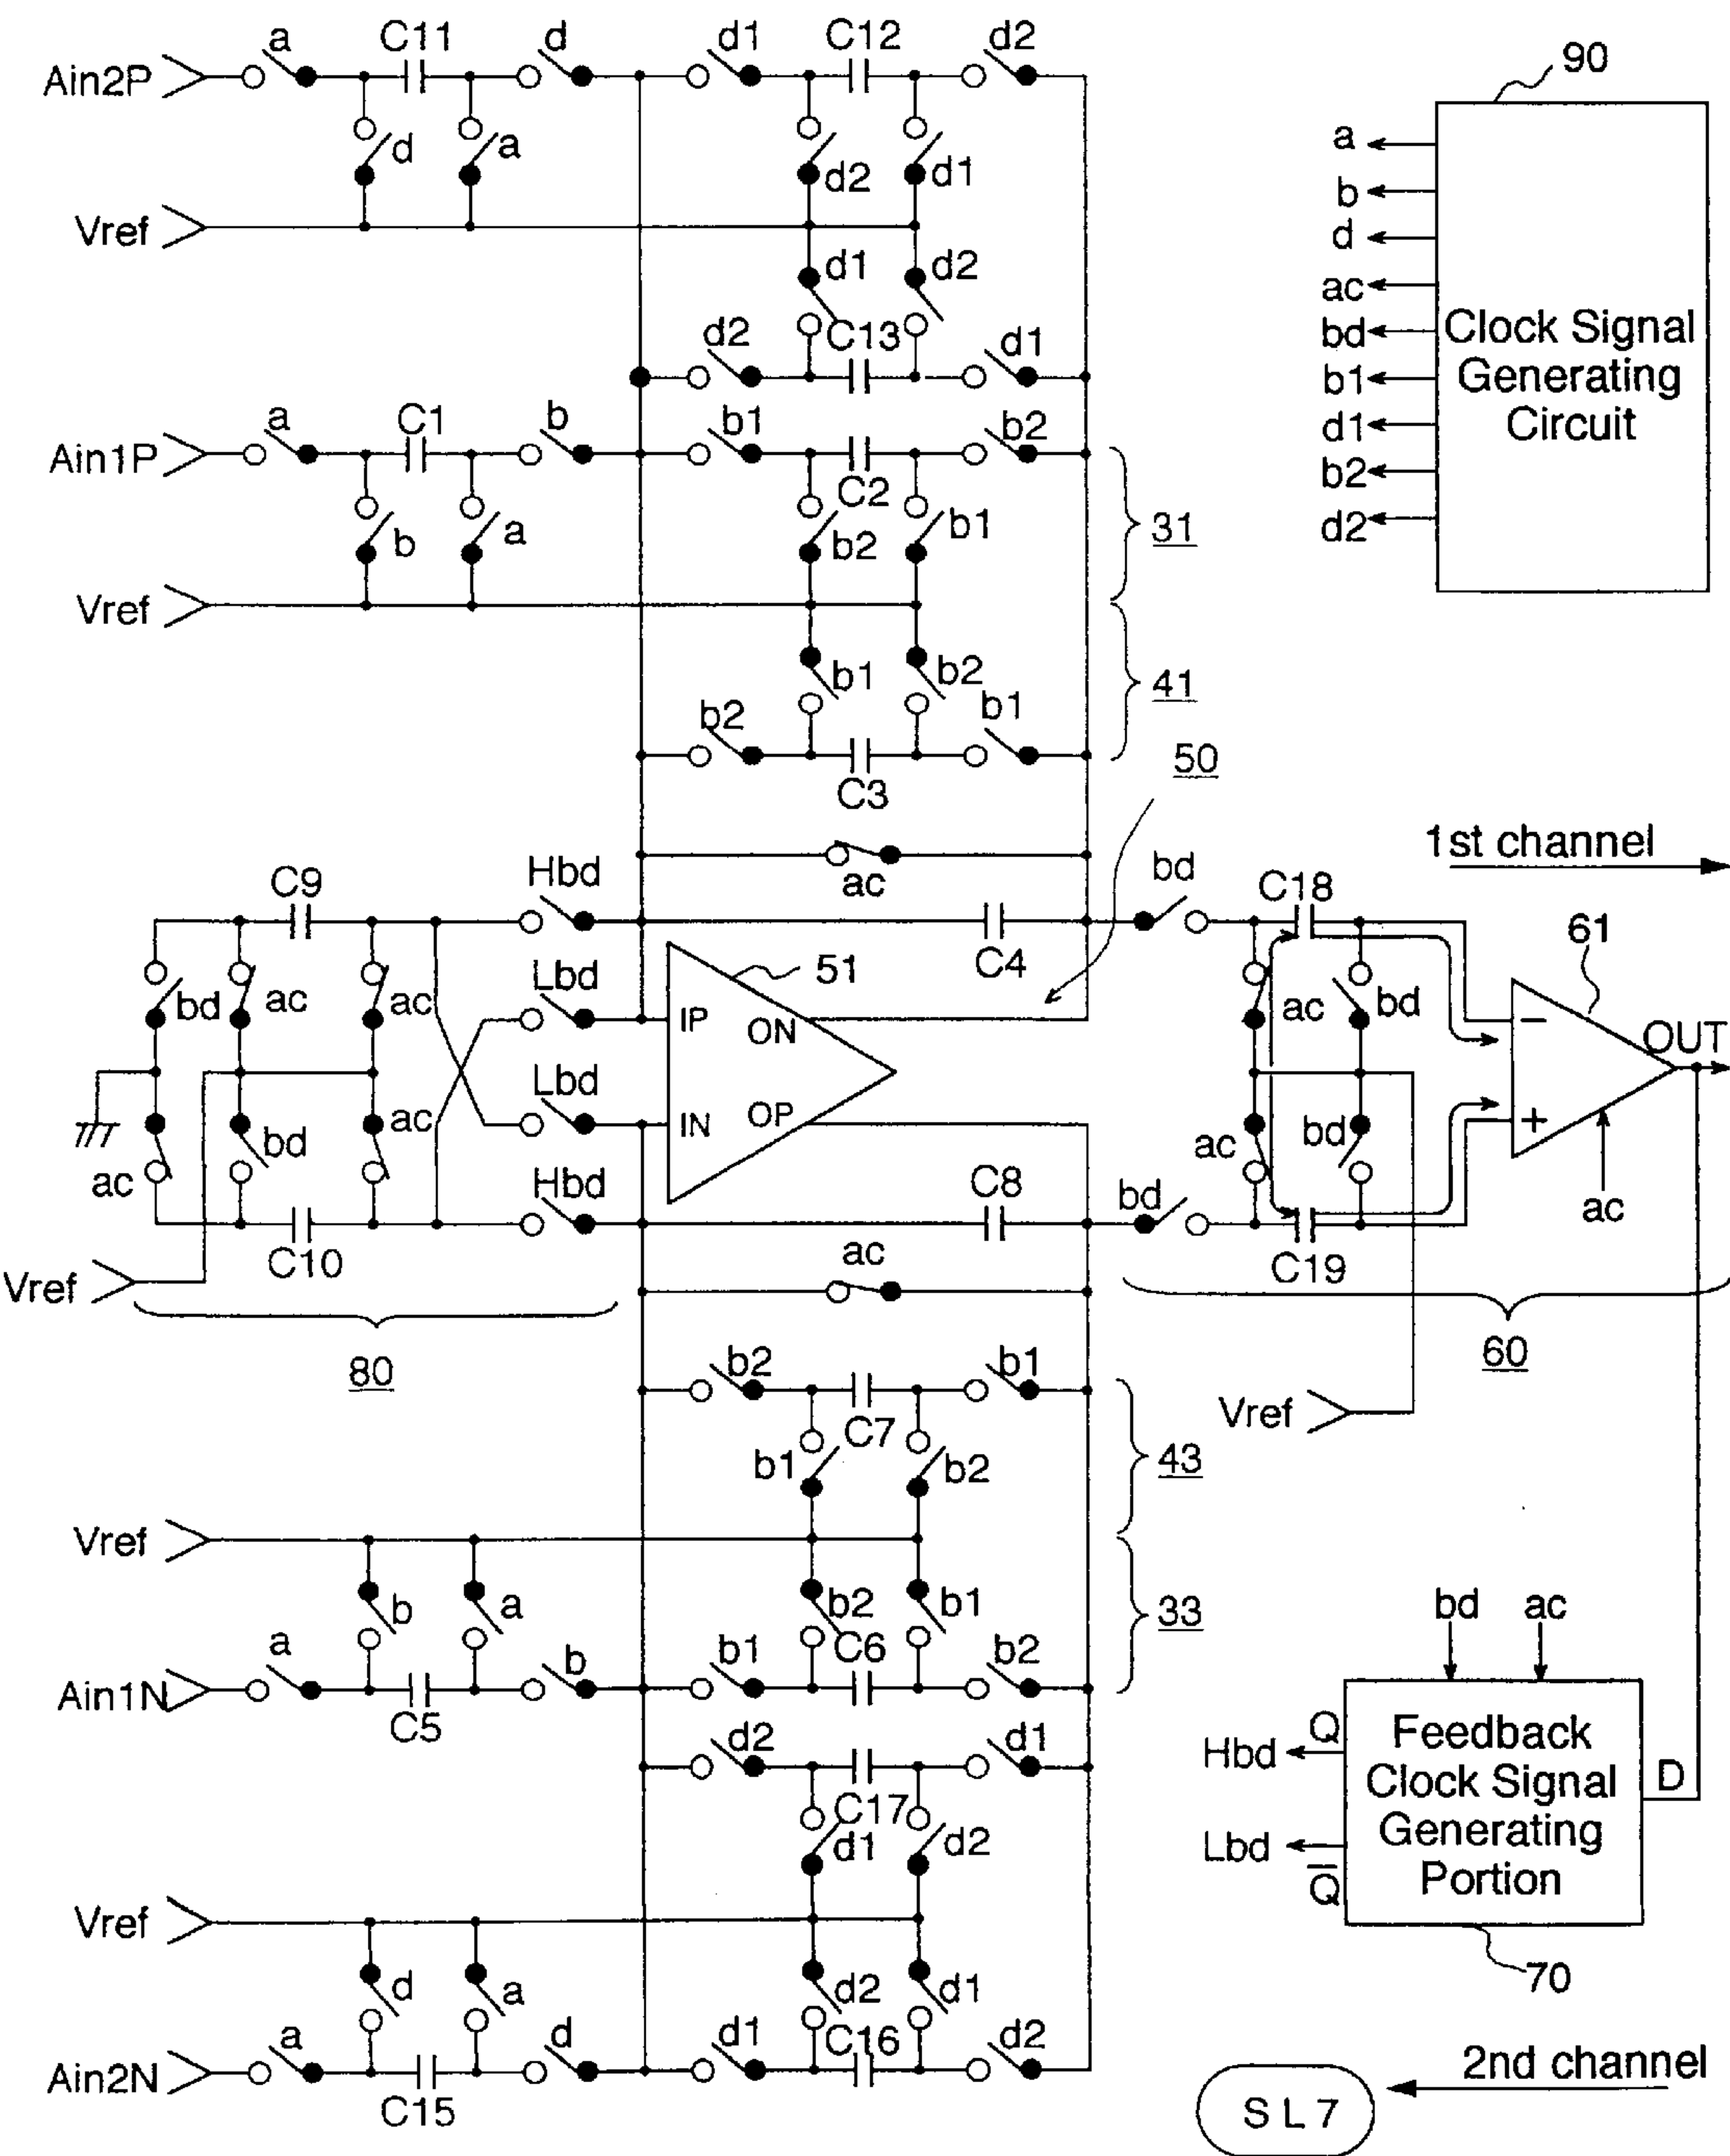 a C11 d d1 C12 d2
Ain2P
d a d2 d1
Vref
d1 d2
d2 C13 d1
a C1 b b1 b2
Ain1P
C2
b a b2 b1 31
Vref
b1 b2 41
b2 b1
C3 50
ac
C9 Hbd bd C18
C4
bd ac ac Lbd 51 61
IP ON ac bd
Lbd OUT
IN OP
ac bd ac ac bd
Hbd C8 bd ac
C10 C19
Vref ac
80 60
b2 b1
C7 Vref
b1 b2 43
Vref
b a b2 b1 33
a b b1 C6 b2
Ain1N
C5
d2 d1
C17
d1 d2
Vref
d a d2 d1
a d d1 C16 d2
Ain2N
C15
90
a
b
d
ac
bd
b1
d1
b2
d2
Clock Signal
Generating
Circuit
1st channel
− +
bd ac
Hbd Q
Lbd Q̅
Feedback
Clock Signal
Generating
Portion
D
70
2nd channel
S L 7